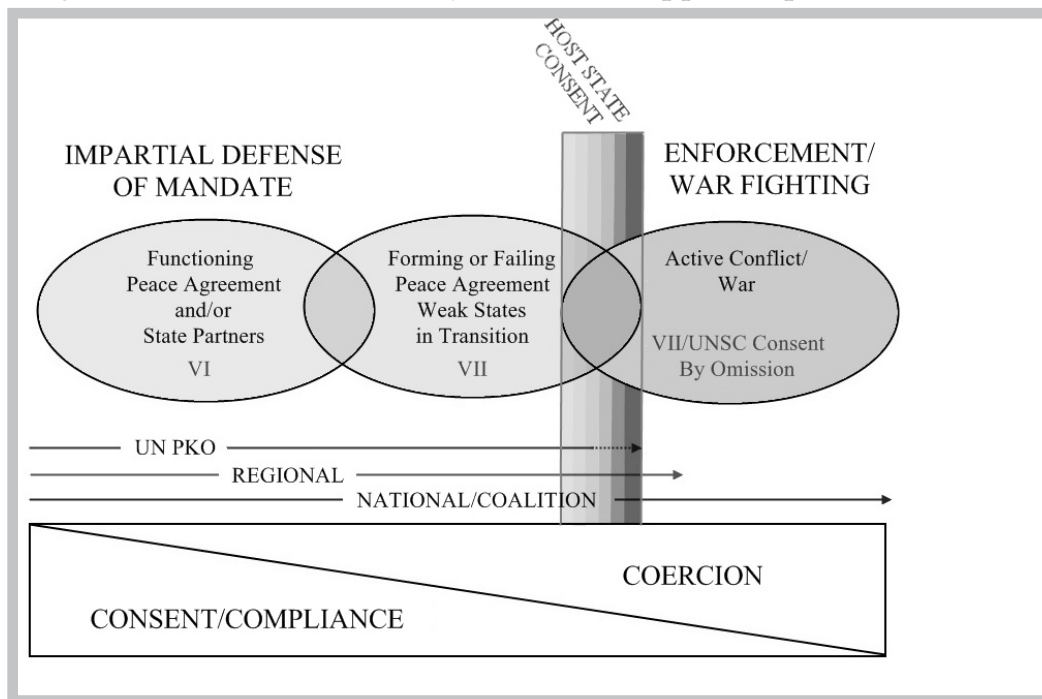 HOST STATE
CONSENT
IMPARTIAL DEFENSE
OF MANDATE
ENFORCEMENT/
WAR FIGHTING
Functioning
Peace Agreement
and/or
State Partners
VI
Forming or Failing
Peace Agreement
Weak States
in Transition
VII
Active Conflict/
War
VII/UNSC Consent
By Omission
UN PKO
REGIONAL
NATIONAL/COALITION
COERCION
CONSENT/COMPLIANCE